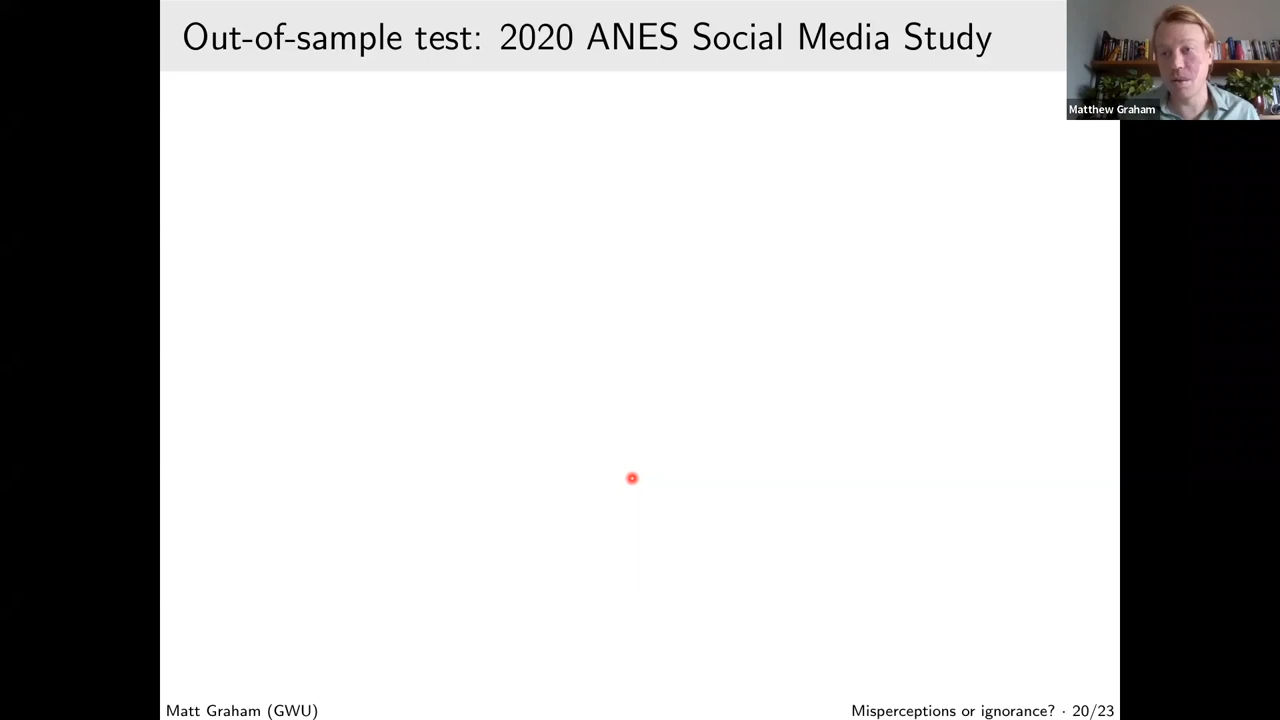 Out-of-sample test: 2020 ANES Social Media Study
Matthew Graham
Matt Graham (GWU)
Misperceptions or ignorance? · 20/23